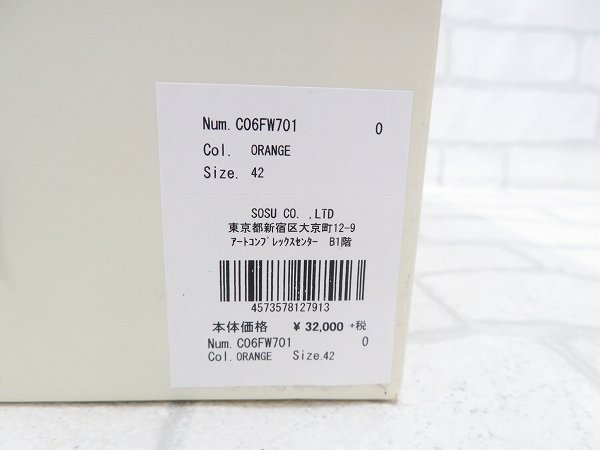 Num. C06FW701 0
Col. ORANGE
Size. 42
SOSU CO. ,LTD
東京都新宿区大京町12-9
ｱｰﾄｺﾝﾌﾟﾚｯｸｽｾﾝﾀｰ B1階
4573578127913
本体価格 ¥ 32,000 +税
Num. C06FW701 0
Col. ORANGE Size. 42